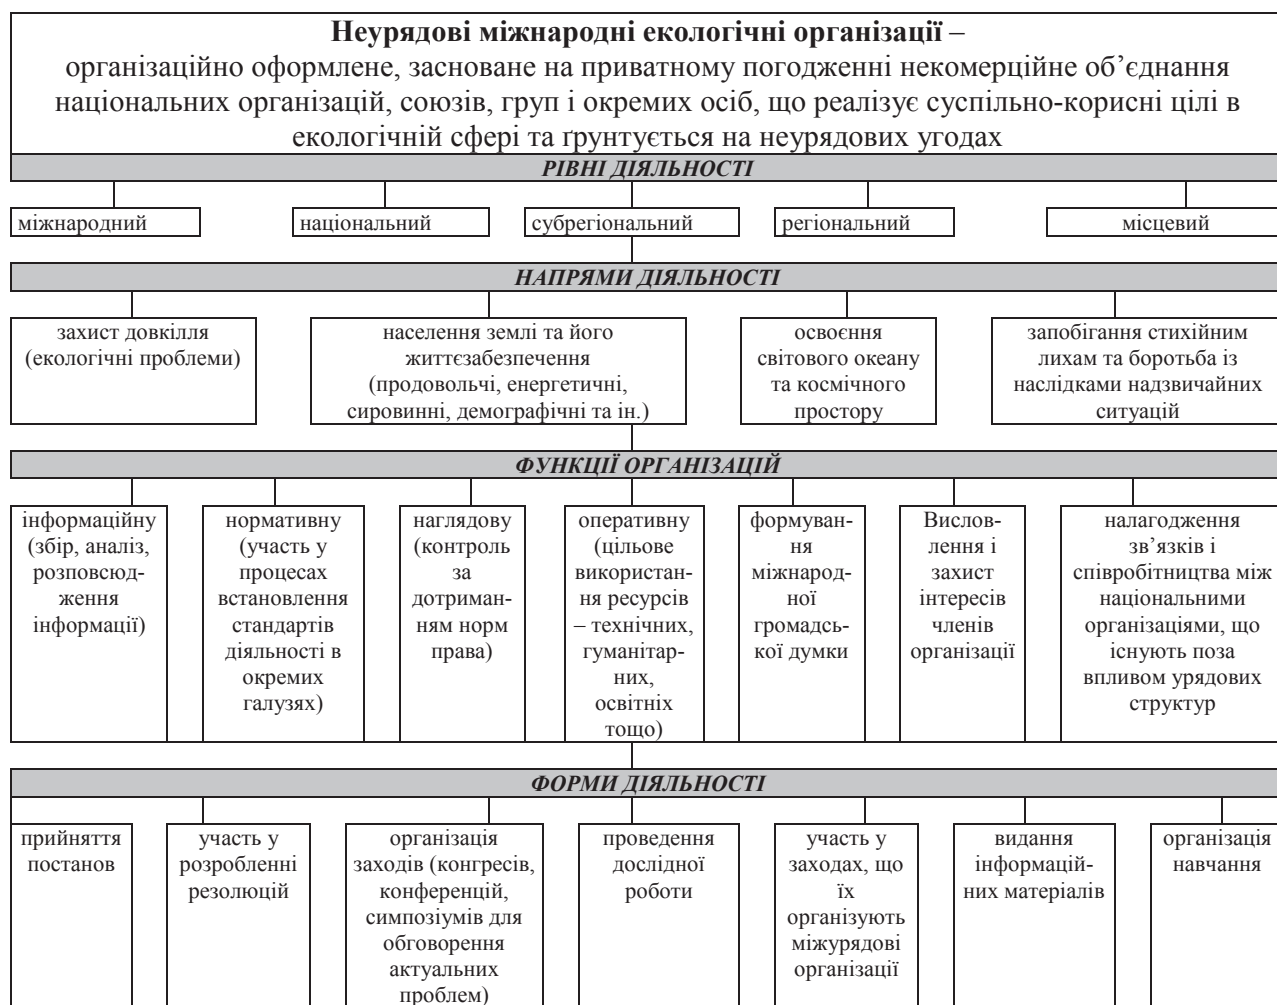 Неурядові міжнародні екологічні організації –
організаційно оформлене, засноване на приватному погодженні некомерційне об’єднання
національних організацій, союзів, груп і окремих осіб, що реалізує суспільно-корисні цілі в
екологічній сфері та ґрунтується на неурядових угодах
РІВНІ ДІЯЛЬНОСТІ
міжнародний
національний
субрегіональний
регіональний
місцевий
НАПРЯМИ ДІЯЛЬНОСТІ
захист довкілля
(екологічні проблеми)
населення землі та його
життєзабезпечення
(продовольчі, енергетичні,
сировинні, демографічні та ін.)
освоєння
світового океану
та космічного
простору
запобігання стихійним
лихам та боротьба із
наслідками надзвичайних
ситуацій
ФУНКЦІЇ ОРГАНІЗАЦІЙ
інформаційну
(збір, аналіз,
розповсюд-
ження
інформації)
нормативну
(участь у
процесах
встановлення
стандартів
діяльності в
окремих
галузях)
наглядову
(контроль
за
дотриман-
ням норм
права)
оперативну
(цільове
використан-
ня ресурсів
– технічних,
гуманітар-
них,
освітніх
тощо)
формуван-
ня
міжнарод-
ної
громадсь-
кої думки
Вислов-
лення і
захист
інтересів
членів
організації
налагодження
зв’язків і
співробітництва між
національними
організаціями, що
існують поза
впливом урядових
структур
ФОРМИ ДІЯЛЬНОСТІ
прийняття
постанов
участь у
розробленні
резолюцій
організація
заходів (конгресів,
конференцій,
симпозіумів для
обговорення
актуальних
проблем)
проведення
дослідної
роботи
участь у
заходах, що
їх
організують
міжурядові
організації
видання
інформацій-
них матеріалів
організація
навчання